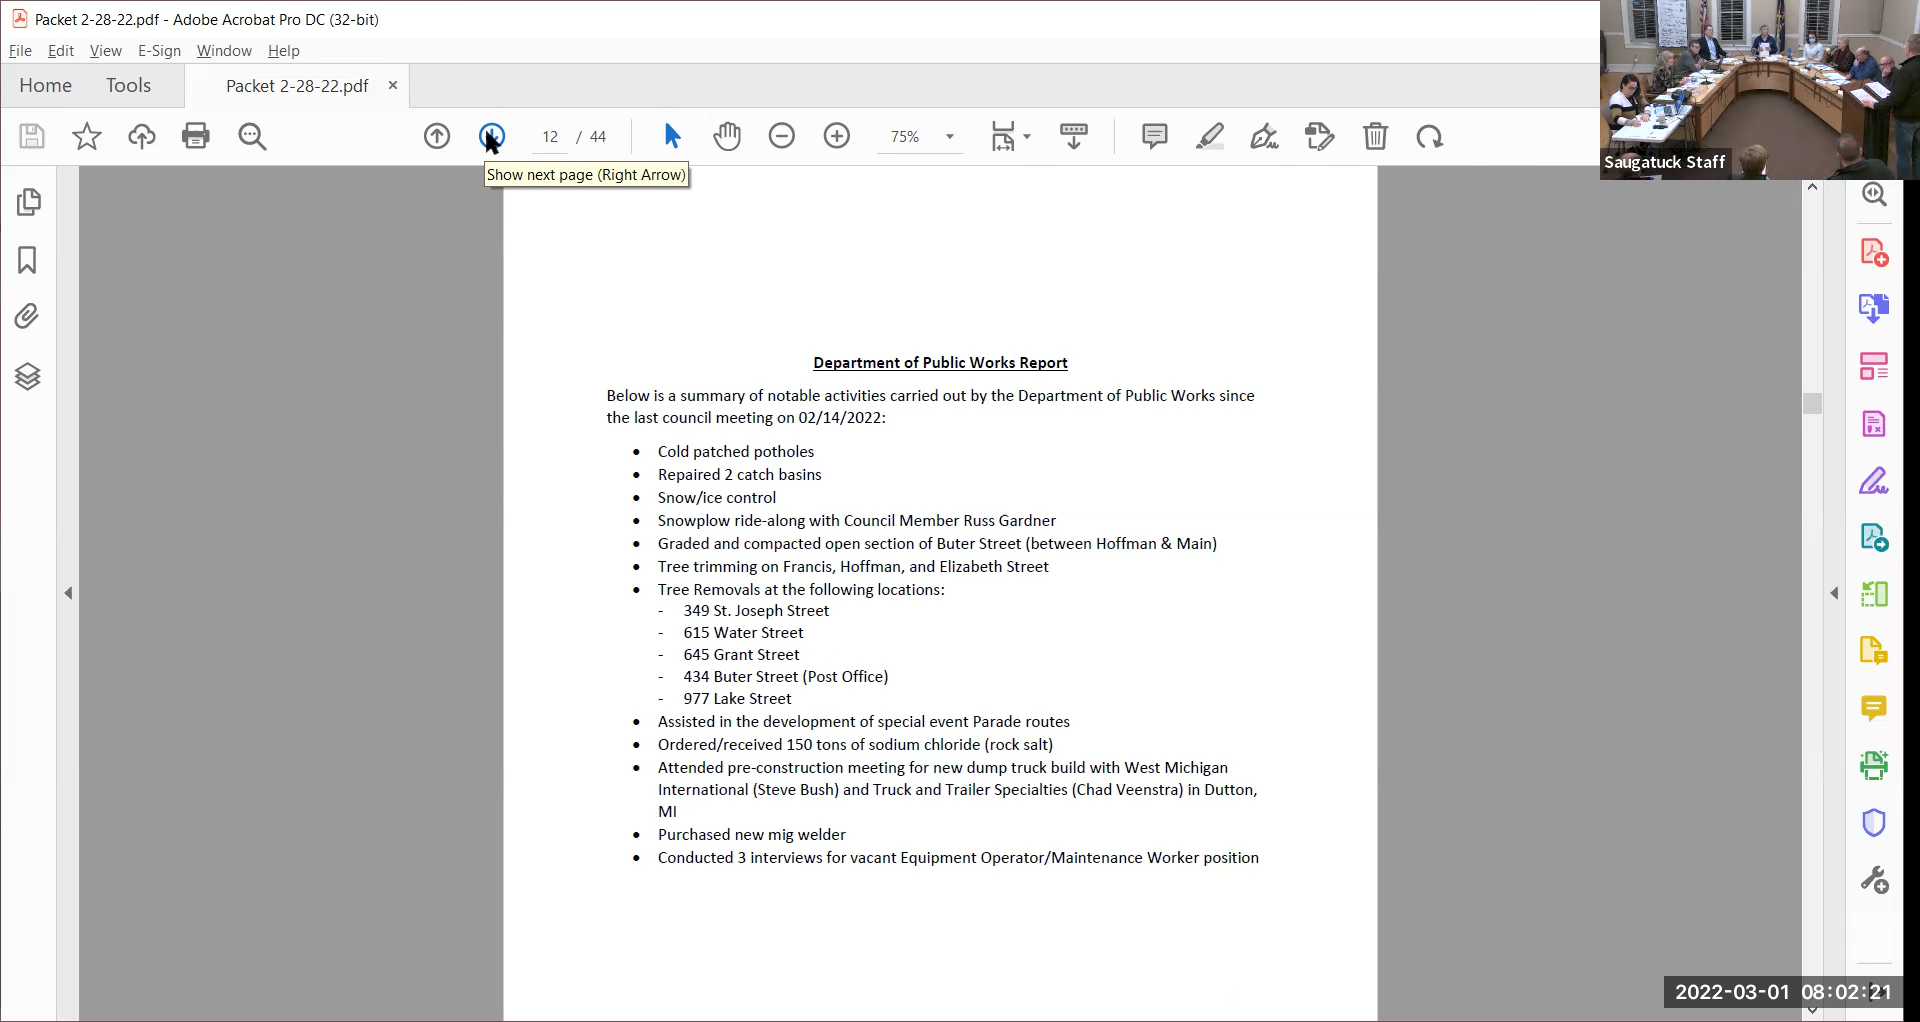 Packet 2-28-22.pdf - Adobe Acrobat Pro DC (32-bit)
File Edit View E-Sign Window Help
Home Tools Packet 2-28-22.pdf ×
12 / 44 75%
Show next page (Right Arrow)
Saugatuck Staff
Department of Public Works Report
Below is a summary of notable activities carried out by the Department of Public Works since
the last council meeting on 02/14/2022:
• Cold patched potholes
• Repaired 2 catch basins
• Snow/ice control
• Snowplow ride-along with Council Member Russ Gardner
• Graded and compacted open section of Buter Street (between Hoffman & Main)
• Tree trimming on Francis, Hoffman, and Elizabeth Street
• Tree Removals at the following locations:
- 349 St. Joseph Street
- 615 Water Street
- 645 Grant Street
- 434 Buter Street (Post Office)
- 977 Lake Street
• Assisted in the development of special event Parade routes
• Ordered/received 150 tons of sodium chloride (rock salt)
• Attended pre-construction meeting for new dump truck build with West Michigan
International (Steve Bush) and Truck and Trailer Specialties (Chad Veenstra) in Dutton,
MI
• Purchased new mig welder
• Conducted 3 interviews for vacant Equipment Operator/Maintenance Worker position
2022-03-01 08:02:21